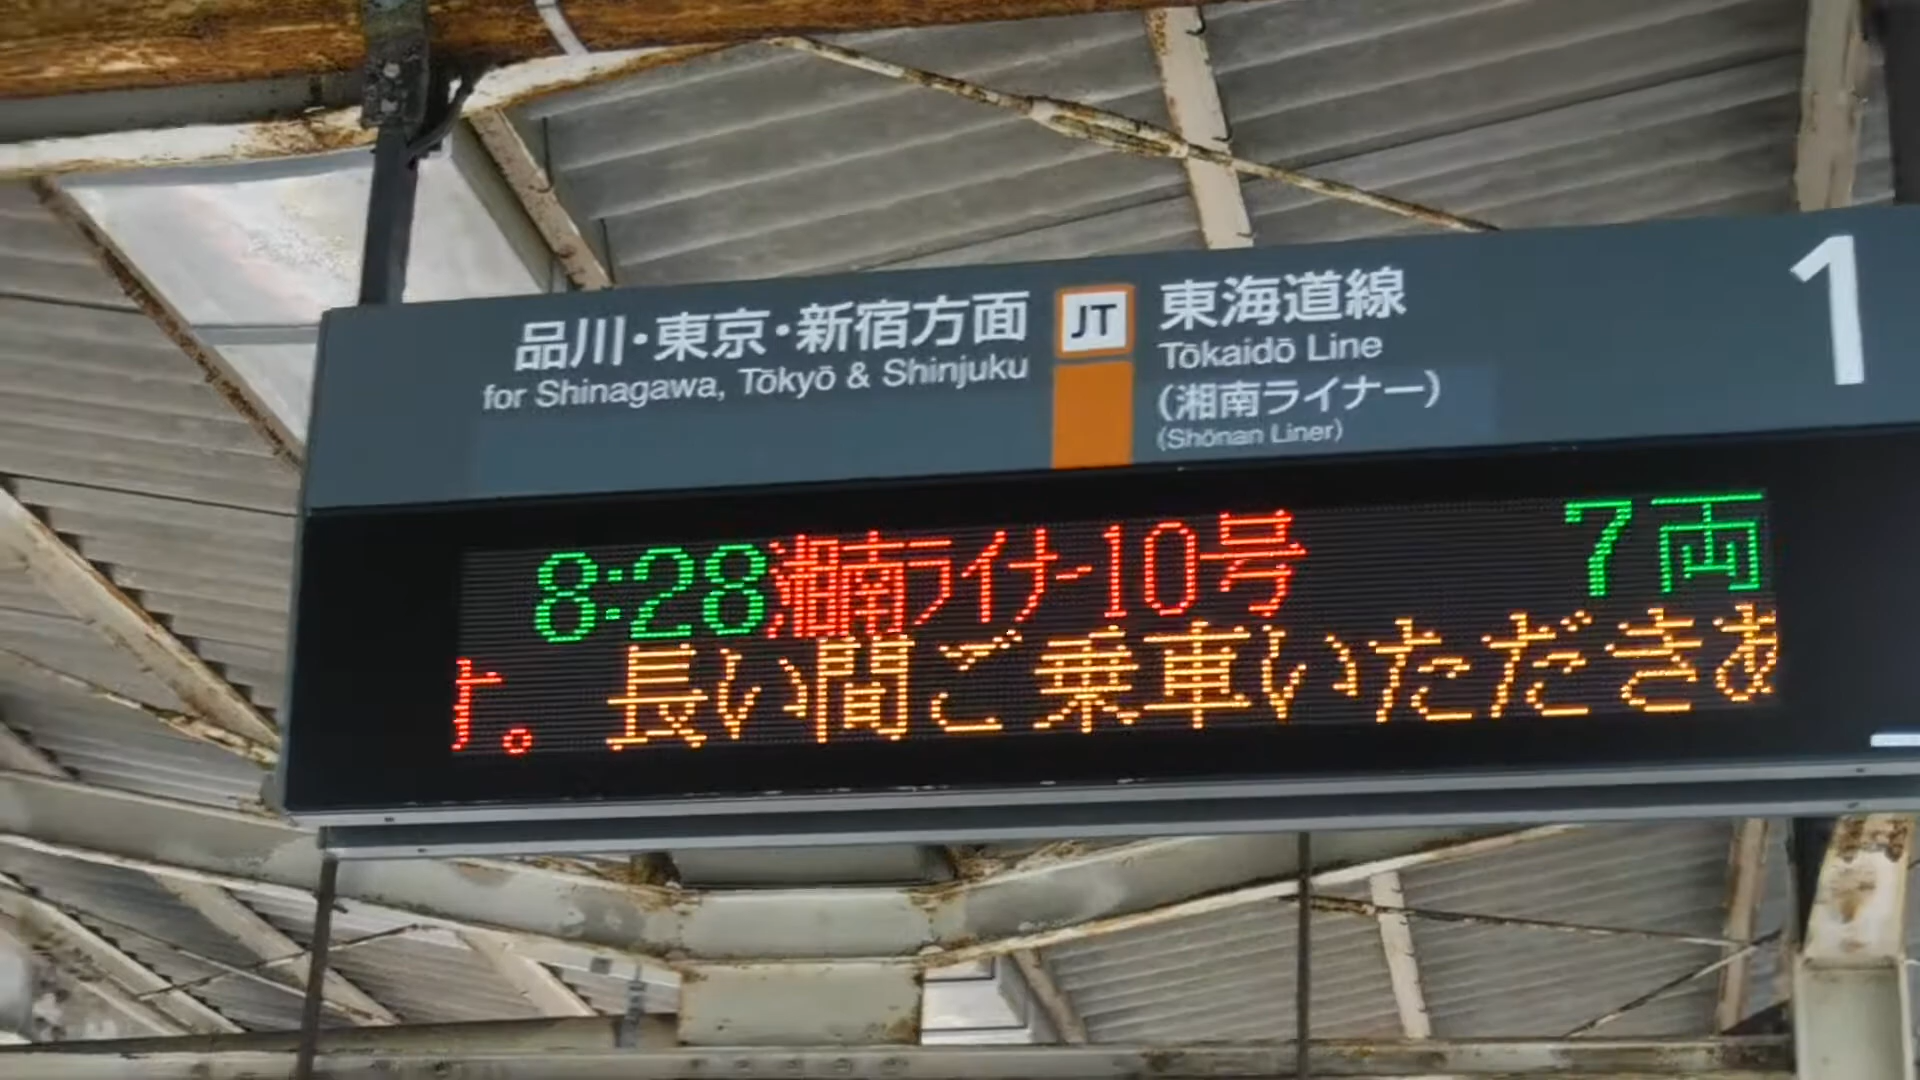 品川・東京・新宿方面
for Shinagawa, Tōkyō & Shinjuku
JT
東海道線
Tōkaidō Line
(湘南ライナー)
(Shōnan Liner)
1
8:28 湘南ライナー10号 7両
す。 長い間ご乗車いただきあ